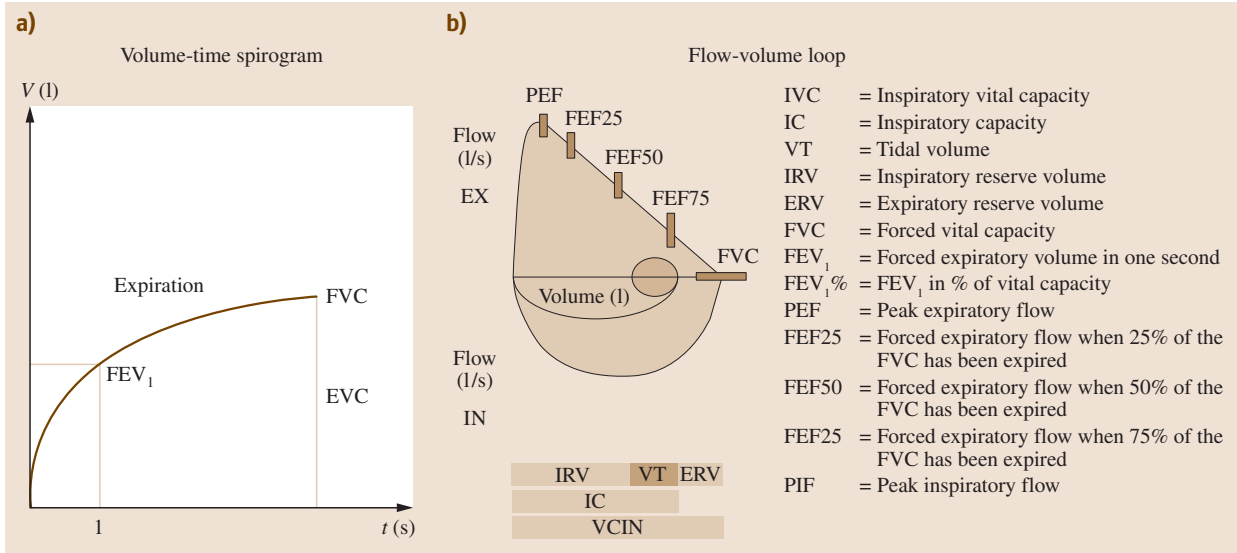 a)
Volume-time spirogram
V (l)
Expiration
FVC
FEV1
EVC
1
t (s)
b)
Flow-volume loop
PEF
Flow
(l/s)
EX
FEF25
FEF50
FEF75
FVC
Volume (l)
Flow
(l/s)
IN
IRV VT ERV
IC
VCIN
IVC = Inspiratory vital capacity
IC = Inspiratory capacity
VT = Tidal volume
IRV = Inspiratory reserve volume
ERV = Expiratory reserve volume
FVC = Forced vital capacity
FEV1 = Forced expiratory volume in one second
FEV1% = FEV1 in % of vital capacity
PEF = Peak expiratory flow
FEF25 = Forced expiratory flow when 25% of the
FVC has been expired
FEF50 = Forced expiratory flow when 50% of the
FVC has been expired
FEF25 = Forced expiratory flow when 75% of the
FVC has been expired
PIF = Peak inspiratory flow